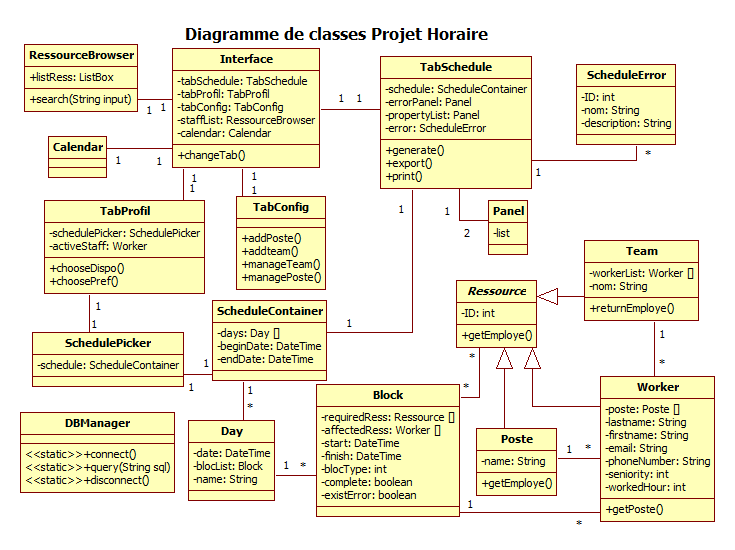 Diagramme de classes Projet Horaire
RessourceBrowser
+listRess: ListBox
+search(String input)
1
1
Interface
-tabSchedule: TabSchedule
-tabProfil: TabProfil
-tabConfig: TabConfig
-staffList: RessourceBrowser
-calendar: Calendar
+changeTab()
1
1
TabSchedule
-schedule: ScheduleContainer
-errorPanel: Panel
-propertyList: Panel
-error: ScheduleError
+generate()
+export()
+print()
ScheduleError
-ID: int
-nom: String
-description: String
1
*
Calendar
1
1
1
1
1
1
TabProfil
-schedulePicker: SchedulePicker
-activeStaff: Worker
+chooseDispo()
+choosePref()
TabConfig
+addPoste()
+addteam()
+manageTeam()
+managePoste()
1
1
2
Panel
-list
Team
-workerList: Worker []
-nom: String
+returnEmploye()
Ressource
-ID: int
+getEmploye()
1
1
SchedulePicker
-schedule: ScheduleContainer
1
1
ScheduleContainer
-days: Day []
-beginDate: DateTime
-endDate: DateTime
1
1
*
*
*
1
*
DBManager
<<static>>+connect()
<<static>>+query(String sql)
<<static>>+disconnect()
Day
-date: DateTime
-blocList: Block
-name: String
1
*
Block
-requiredRess: Ressource []
-affectedRess: Worker []
-start: DateTime
-finish: DateTime
-blocType: int
-complete: boolean
-existError: boolean
Poste
-name: String
+getEmploye()
1
*
Worker
-poste: Poste []
-lastname: String
-firstname: String
-email: String
-phoneNumber: String
-seniority: int
-workedHour: int
+getPoste()
1
*